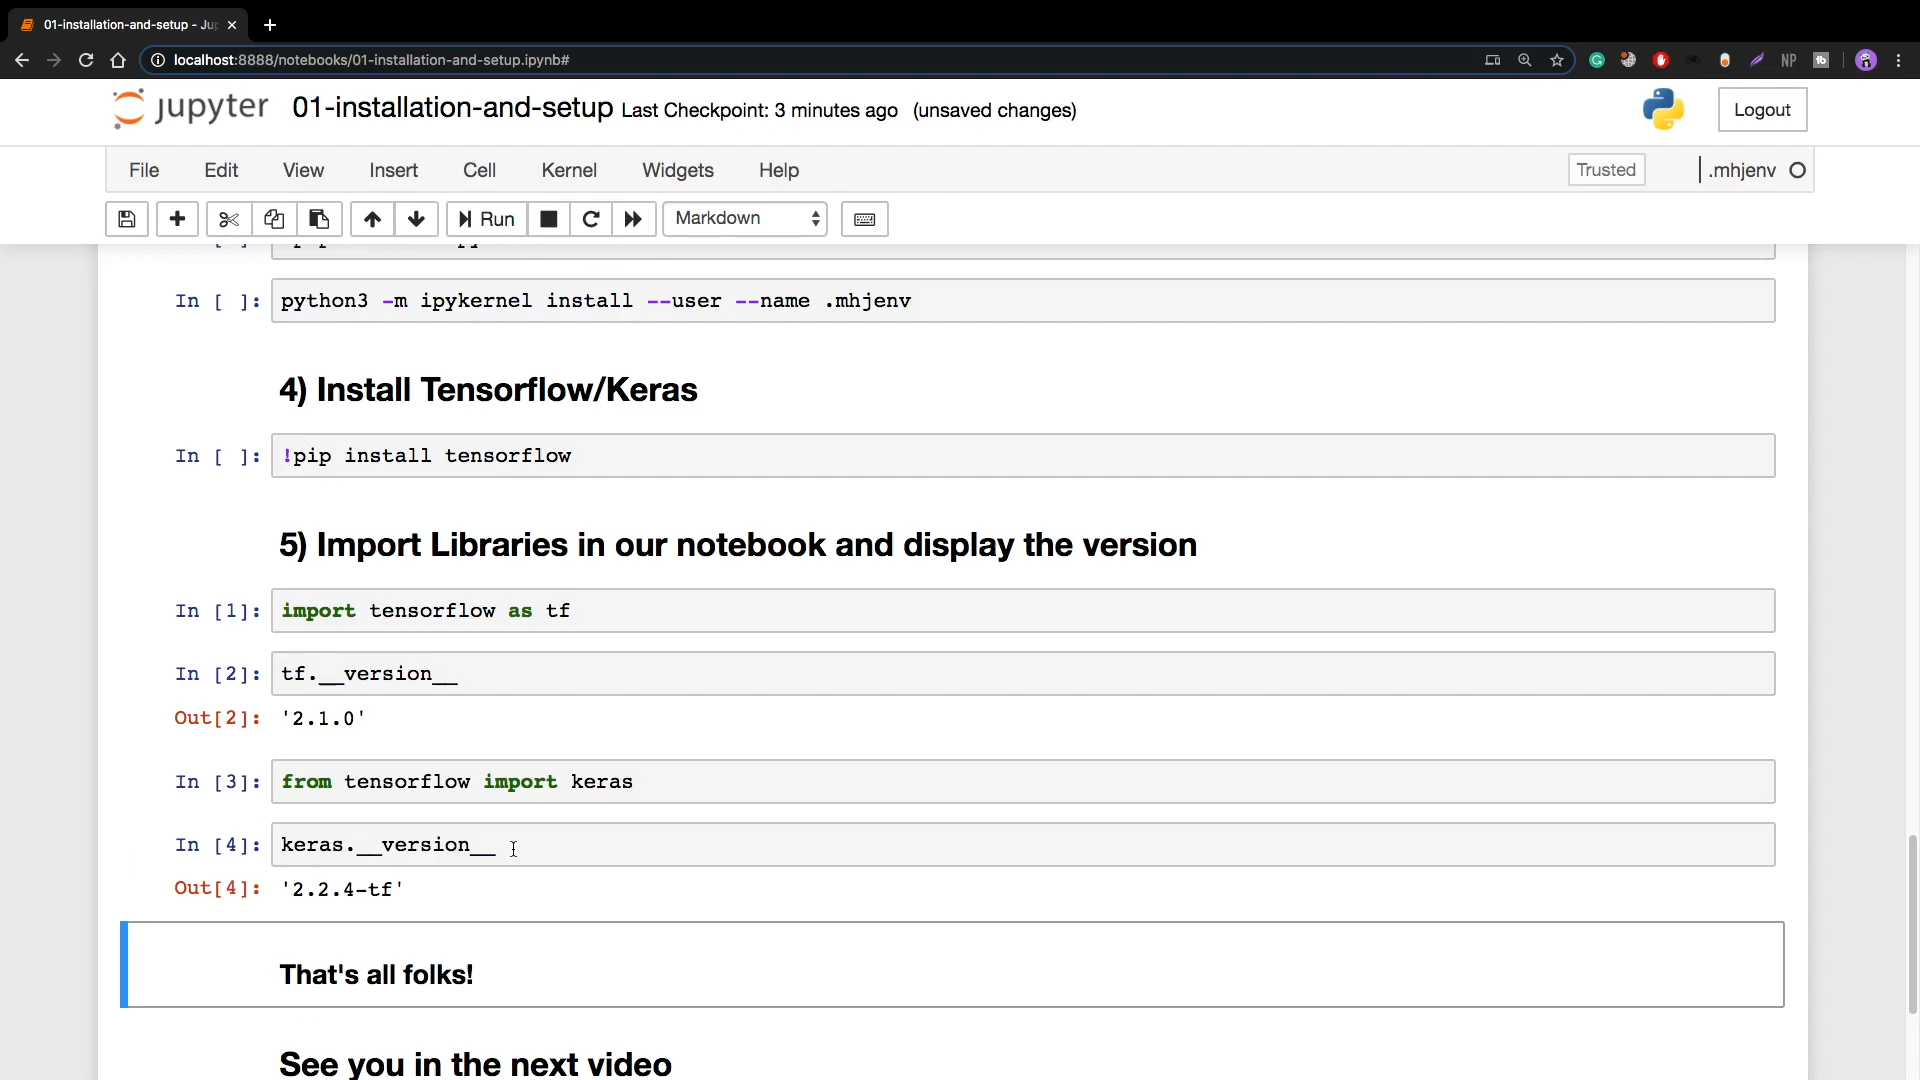 01-installation-and-setup - Ju
localhost:8888/notebooks/01-installation-and-setup.ipynb#
NP
tb
jupyter 01-installation-and-setup Last Checkpoint: 3 minutes ago (unsaved changes)
Logout
File Edit View Insert Cell Kernel Widgets Help
Trusted
.mhjenv
Run
Markdown
In [ ]: python3 -m ipykernel install --user --name .mhjenv
4) Install Tensorflow/Keras
In [ ]: !pip install tensorflow
5) Import Libraries in our notebook and display the version
In [1]: import tensorflow as tf
In [2]: tf.__version__
Out[2]: '2.1.0'
In [3]: from tensorflow import keras
In [4]: keras.__version__
Out[4]: '2.2.4-tf'
That's all folks!
See you in the next video